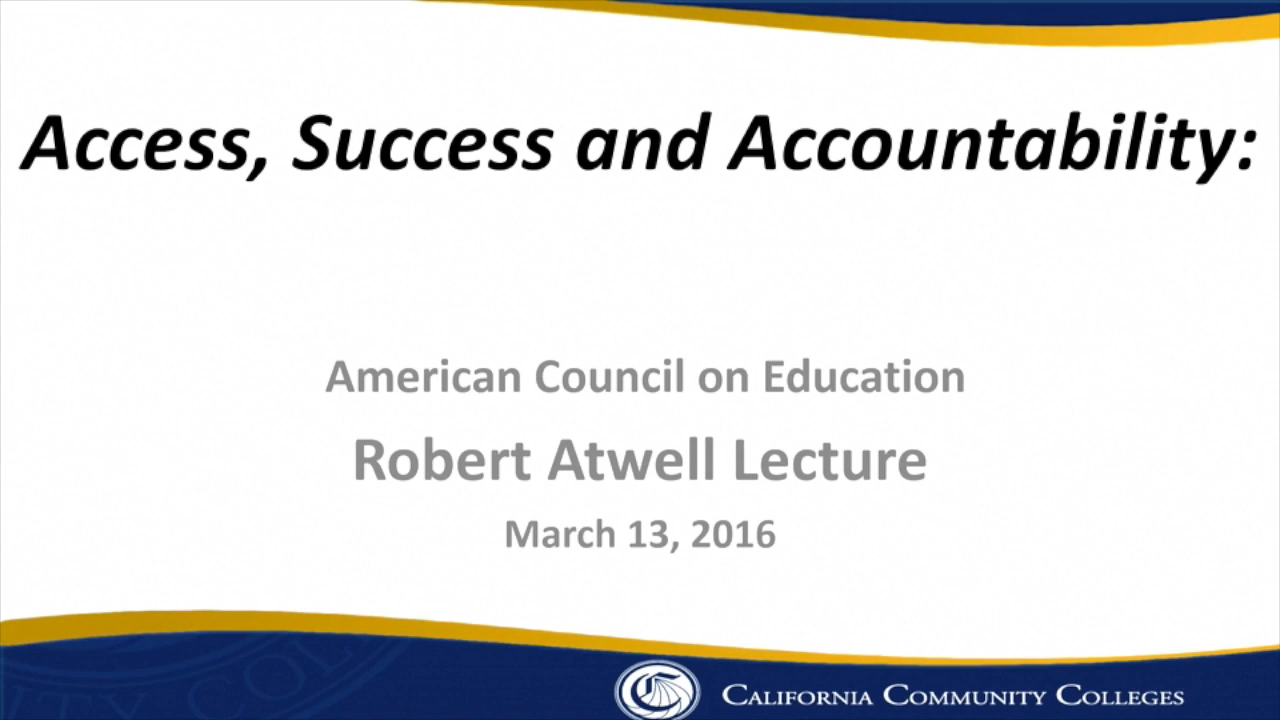 Access, Success and Accountability:
American Council on Education
Robert Atwell Lecture
March 13, 2016
CALIFORNIA COMMUNITY COLLEGES